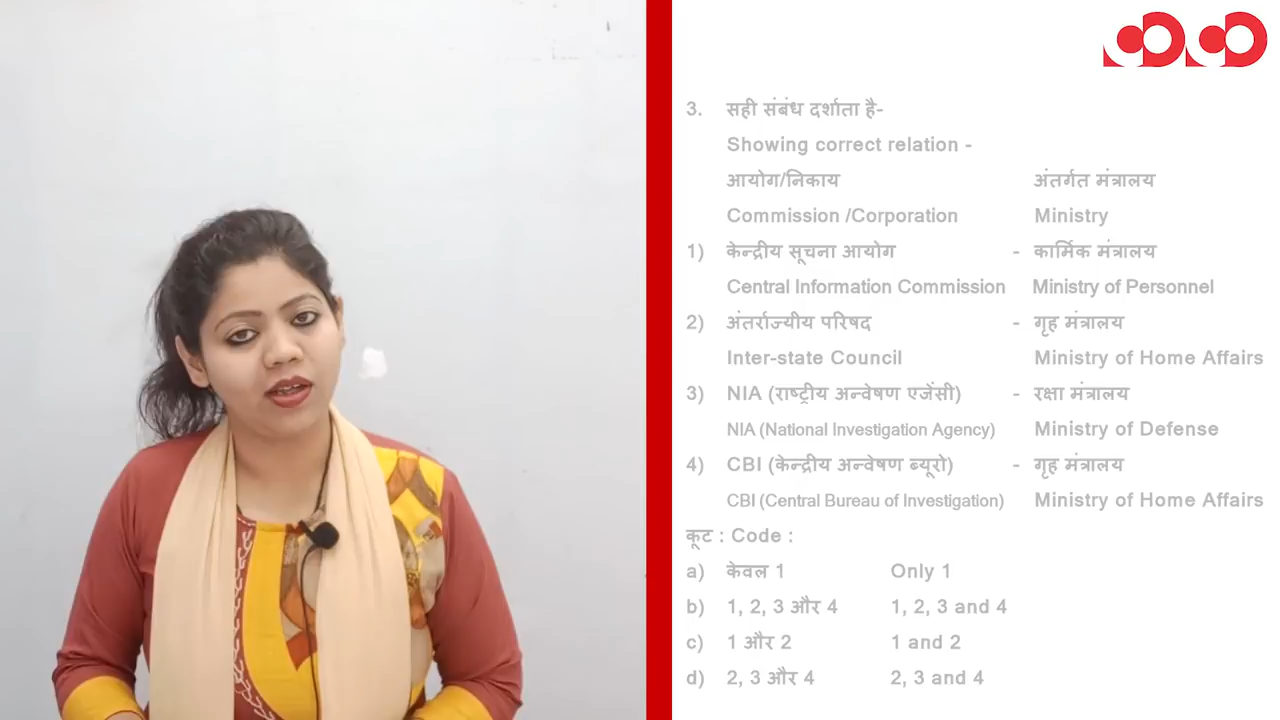 3. सही संबंध दर्शाता है-
Showing correct relation -
आयोग/निकाय अंतर्गत मंत्रालय
Commission /Corporation Ministry
1) केन्द्रीय सूचना आयोग - कार्मिक मंत्रालय
Central Information Commission Ministry of Personnel
2) अंतर्राज्यीय परिषद - गृह मंत्रालय
Inter-state Council Ministry of Home Affairs
3) NIA (राष्ट्रीय अन्वेषण एजेंसी) - रक्षा मंत्रालय
NIA (National Investigation Agency) Ministry of Defense
4) CBI (केन्द्रीय अन्वेषण ब्यूरो) - गृह मंत्रालय
CBI (Central Bureau of Investigation) Ministry of Home Affairs
कूट : Code :
a) केवल 1 Only 1
b) 1, 2, 3 और 4 1, 2, 3 and 4
c) 1 और 2 1 and 2
d) 2, 3 और 4 2, 3 and 4